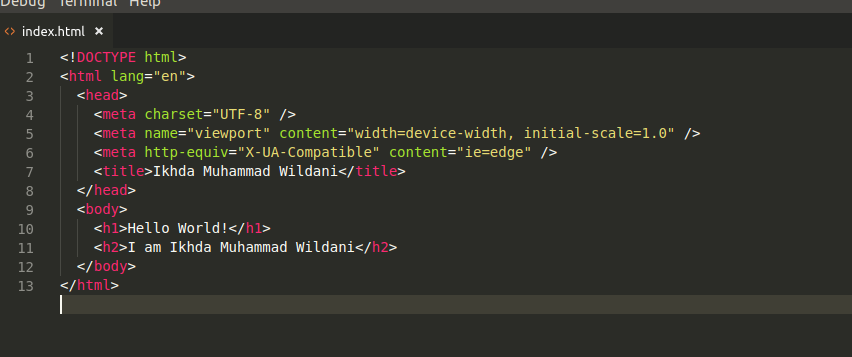 Debug Terminal Help
<> index.html ×
1 <!DOCTYPE html>
2 <html lang="en">
3 <head>
4 <meta charset="UTF-8" />
5 <meta name="viewport" content="width=device-width, initial-scale=1.0" />
6 <meta http-equiv="X-UA-Compatible" content="ie=edge" />
7 <title>Ikhda Muhammad Wildani</title>
8 </head>
9 <body>
10 <h1>Hello World!</h1>
11 <h2>I am Ikhda Muhammad Wildani</h2>
12 </body>
13 </html>